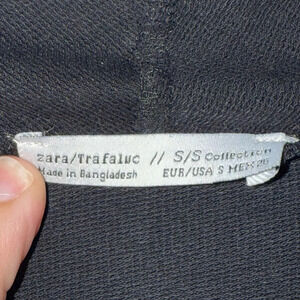 zara/Trafaluc // S/S Collection
Made in Bangladesh EUR/USA S MEX 26